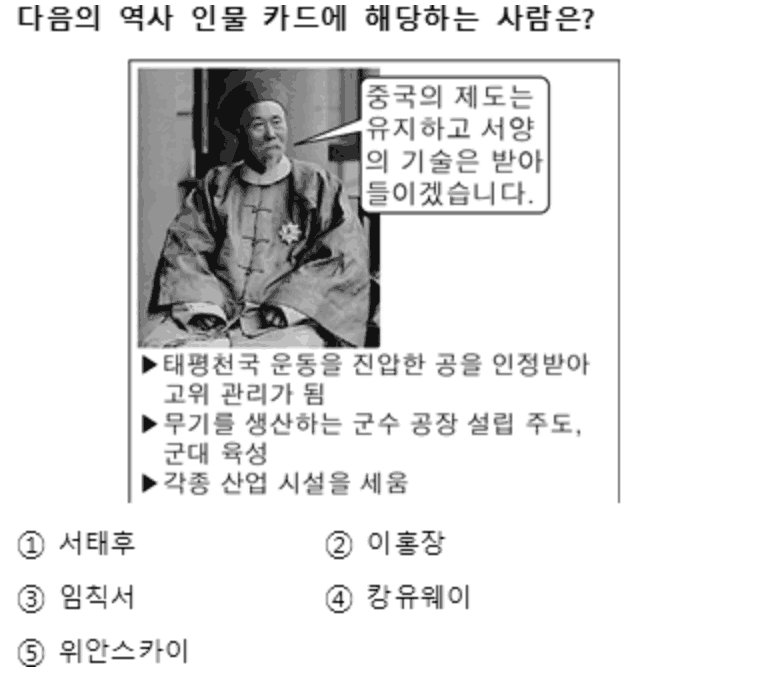 다음의 역사 인물 카드에 해당하는 사람은?
중국의 제도는
유지하고 서양
의 기술은 받아
들이겠습니다.
▶태평천국 운동을 진압한 공을 인정받아
고위 관리가 됨
▶무기를 생산하는 군수 공장 설립 주도,
군대 육성
▶각종 산업 시설을 세움
① 서태후 ② 이홍장
③ 임칙서 ④ 캉유웨이
⑤ 위안스카이